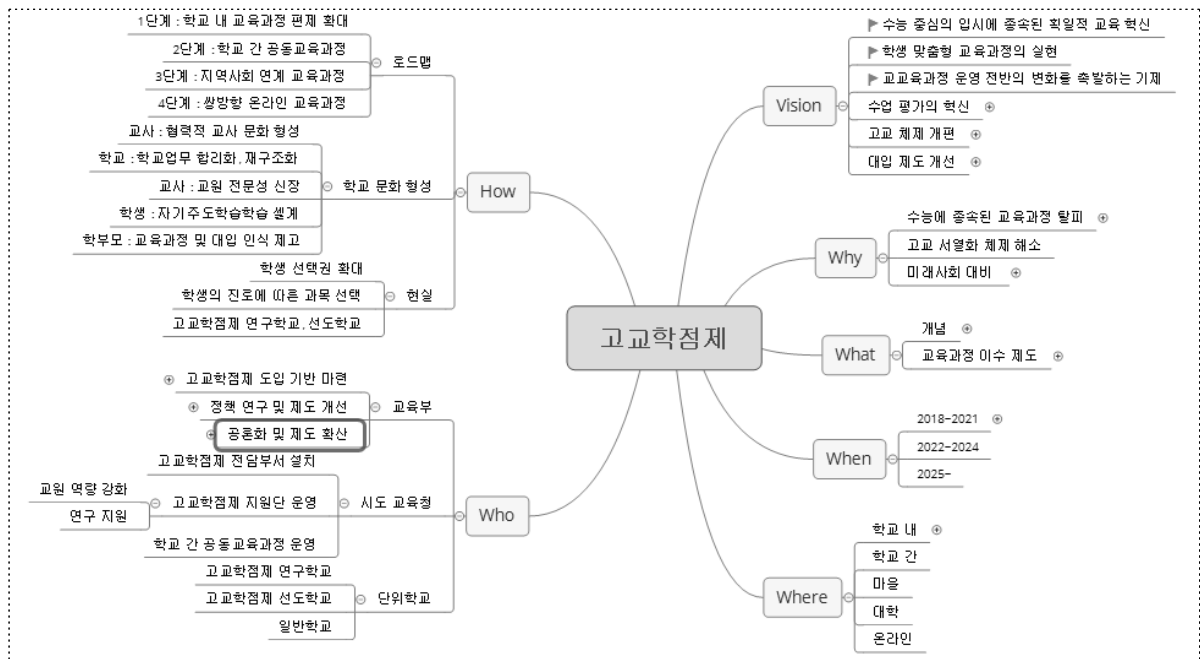 고교학점제
Vision
수능 중심의 입시에 종속된 획일적 교육 혁신
학생 맞춤형 교육과정의 실현
교교육과정 운영 전반의 변화를 촉발하는 기제
수업 평가의 혁신
고교 체제 개편
대입 제도 개선
Why
수능에 종속된 교육과정 탈피
고교 서열화 체제 해소
미래사회 대비
What
개념
교육과정 이수 제도
When
2018-2021
2022-2024
2025-
Where
학교 내
학교 간
마을
대학
온라인
How
로드맵
1단계 : 학교 내 교육과정 편제 확대
2단계 : 학교 간 공동교육과정
3단계 : 지역사회 연계 교육과정
4단계 : 쌍방향 온라인 교육과정
학교 문화 형성
교사 : 협력적 교사 문화 형성
학교 : 학교업무 합리화, 재구조화
교사 : 교원 전문성 신장
학생 : 자기주도학습학습 설계
학부모 : 교육과정 및 대입 인식 제고
현실
학생 선택권 확대
학생의 진로에 따른 과목 선택
고교학점제 연구학교, 선도학교
Who
교육부
고교학점제 도입 기반 마련
정책 연구 및 제도 개선
공론화 및 제도 확산
시도 교육청
고교학점제 전담부서 설치
고교학점제 지원단 운영
교원 역량 강화
연구 지원
학교 간 공동교육과정 운영
단위학교
고교학점제 연구학교
고교학점제 선도학교
일반학교